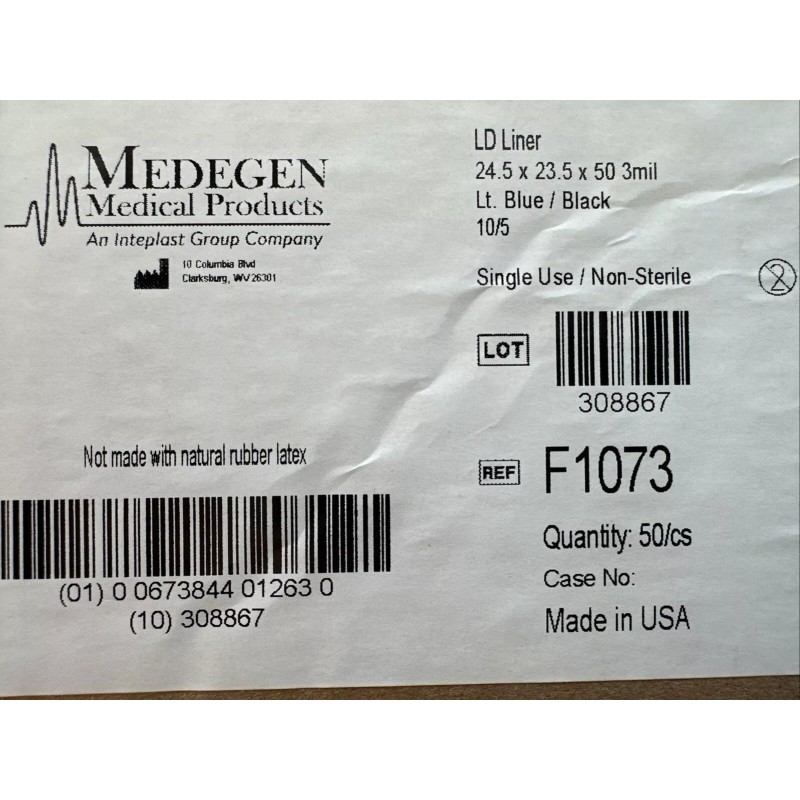 MEDEGEN
Medical Products
An Inteplast Group Company
10 Columbia Blvd
Clarksburg, WV 26301
LD Liner
24.5 x 23.5 x 50 3mil
Lt. Blue / Black
10/5
Single Use / Non-Sterile
2
LOT
308867
Not made with natural rubber latex
REF F1073
(01) 0 0673844 01263 0
(10) 308867
Quantity: 50/cs
Case No:
Made in USA